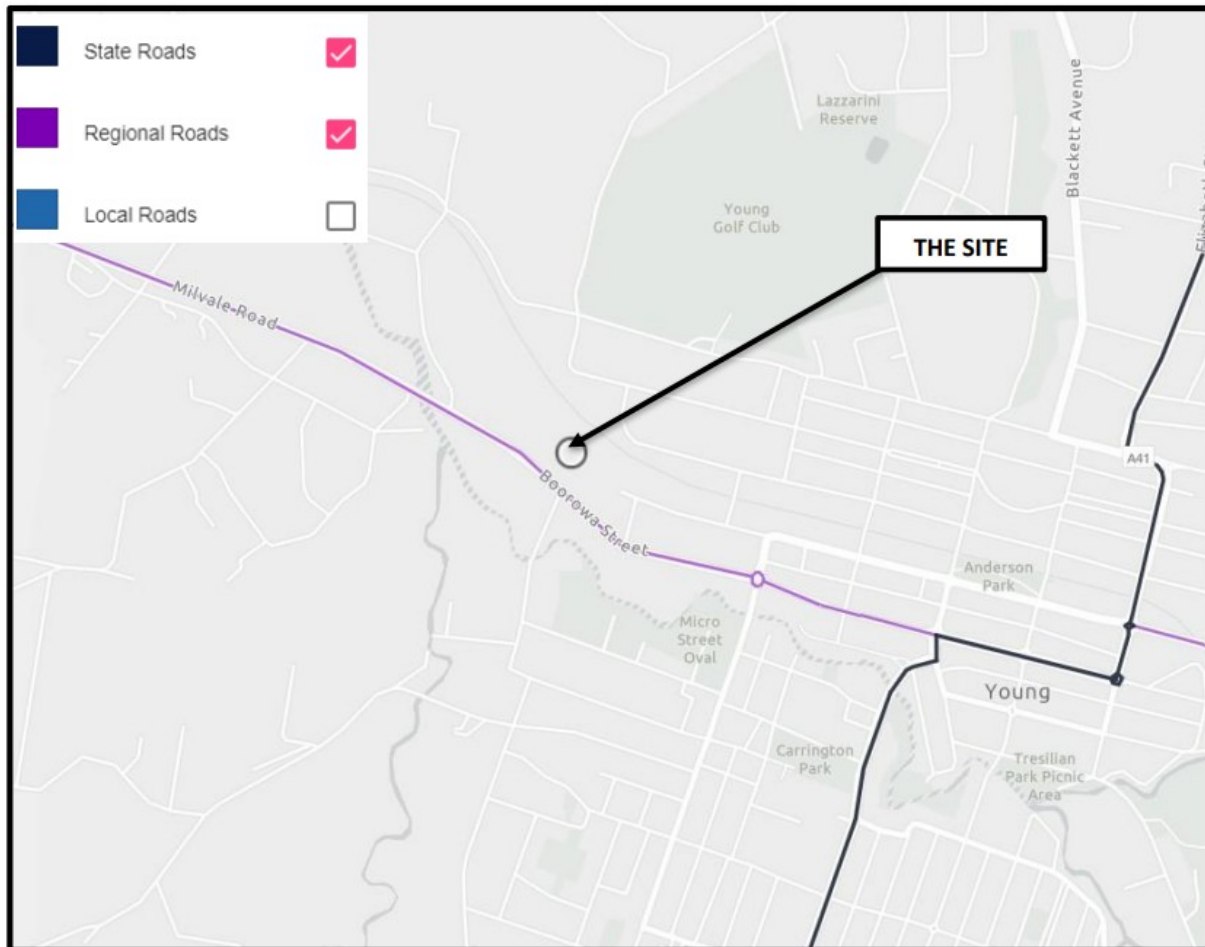 State Roads
Regional Roads
Local Roads
Lazzarini
Reserve
Blackett Avenue
Young
Golf Club
THE SITE
Milvale Road
A41
Boorowa Street
Anderson
Park
Micro
Street
Oval
Young
Carrington
Park
Tresilian
Park Picnic
Area